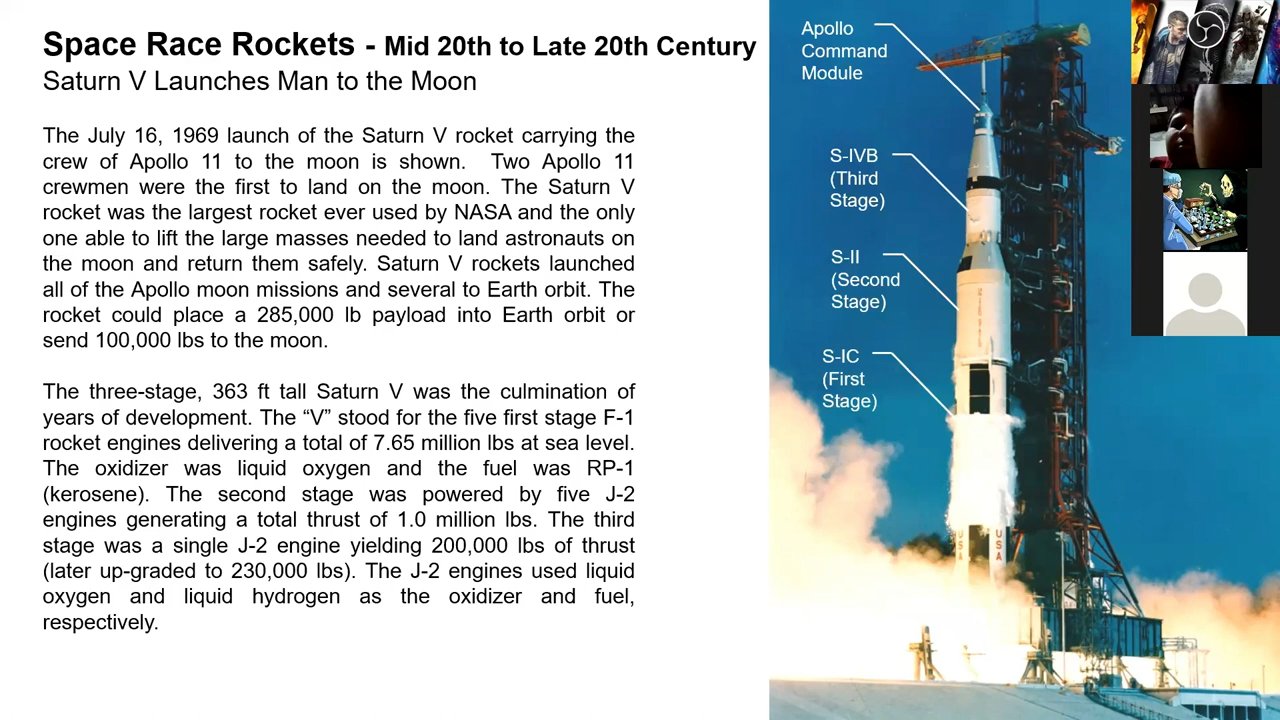 Space Race Rockets - Mid 20th to Late 20th Century
Saturn V Launches Man to the Moon
The July 16, 1969 launch of the Saturn V rocket carrying the
crew of Apollo 11 to the moon is shown.  Two Apollo 11
crewmen were the first to land on the moon. The Saturn V
rocket was the largest rocket ever used by NASA and the only
one able to lift the large masses needed to land astronauts on
the moon and return them safely. Saturn V rockets launched
all of the Apollo moon missions and several to Earth orbit. The
rocket could place a 285,000 lb payload into Earth orbit or
send 100,000 lbs to the moon.
The three-stage, 363 ft tall Saturn V was the culmination of
years of development. The “V” stood for the five first stage F-1
rocket engines delivering a total of 7.65 million lbs at sea level.
The oxidizer was liquid oxygen and the fuel was RP-1
(kerosene). The second stage was powered by five J-2
engines generating a total thrust of 1.0 million lbs. The third
stage was a single J-2 engine yielding 200,000 lbs of thrust
(later up-graded to 230,000 lbs). The J-2 engines used liquid
oxygen and liquid hydrogen as the oxidizer and fuel,
respectively.
Apollo
Command
Module
S-IVB
(Third
Stage)
S-II
(Second
Stage)
S-IC
(First
Stage)
USA
USA